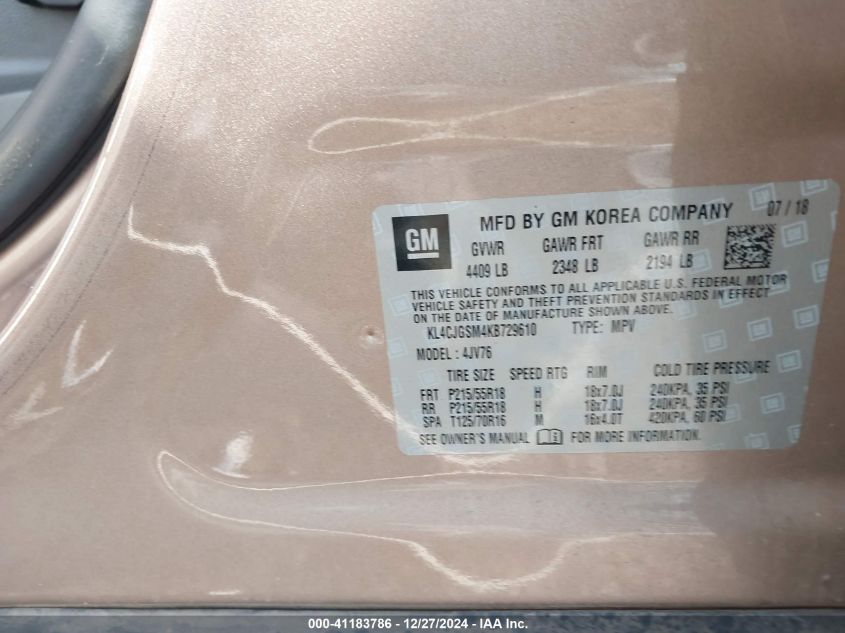 GM
MFD BY GM KOREA COMPANY 07/18
GVWR GAWR FRT GAWR RR
4409 LB 2348 LB 2194 LB
THIS VEHICLE CONFORMS TO ALL APPLICABLE U.S. FEDERAL MOTOR
VEHICLE SAFETY AND THEFT PREVENTION STANDARDS IN EFFECT
ON THE DATE OF MANUFACTURE SHOWN ABOVE.
KL4CJGSM4KB729610 TYPE: MPV
MODEL : 4JV76
TIRE SIZE SPEED RTG RIM COLD TIRE PRESSURE
FRT P215/55R18 H 18x7.0J 240KPA, 35 PSI
RR P215/55R18 H 18x7.0J 240KPA, 35 PSI
SPA T125/70R16 M 16x4.0T 420KPA, 60 PSI
SEE OWNER'S MANUAL FOR MORE INFORMATION.
000-41183786 - 12/27/2024 - IAA Inc.